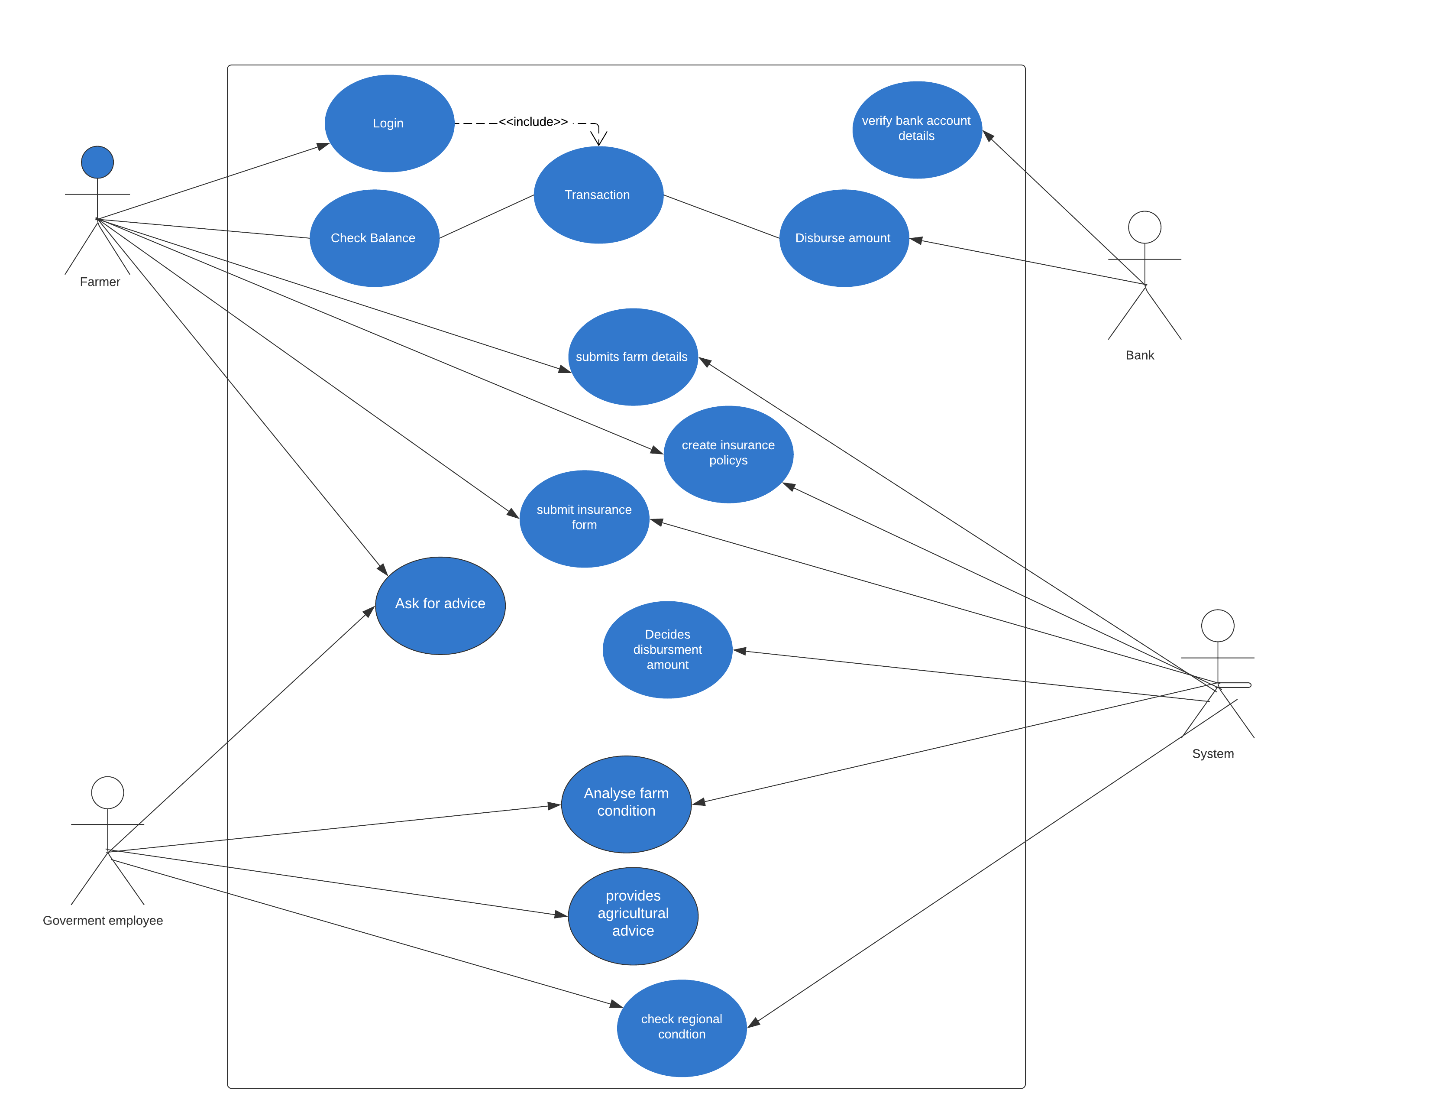 Login
<<include>>
verify bank account
details
Transaction
Check Balance
Disburse amount
Farmer
Bank
submits farm details
create insurance
policys
submit insurance
form
Ask for advice
Decides
disbursment
amount
System
Analyse farm
condition
Goverment employee
provides
agricultural
advice
check regional
condtion